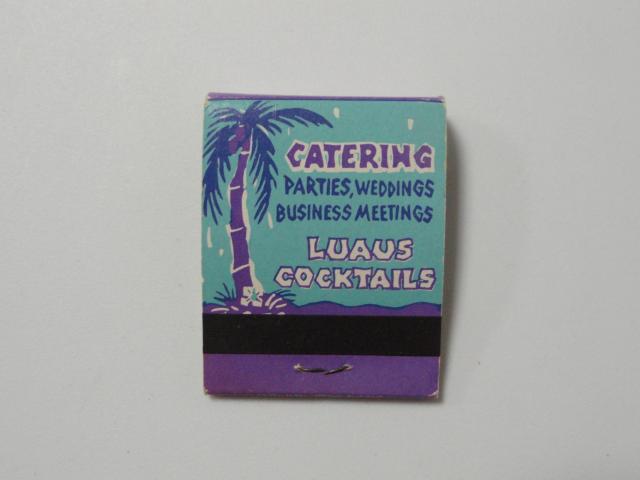 CATERING
PARTIES, WEDDINGS
BUSINESS MEETINGS
LUAUS
COCKTAILS